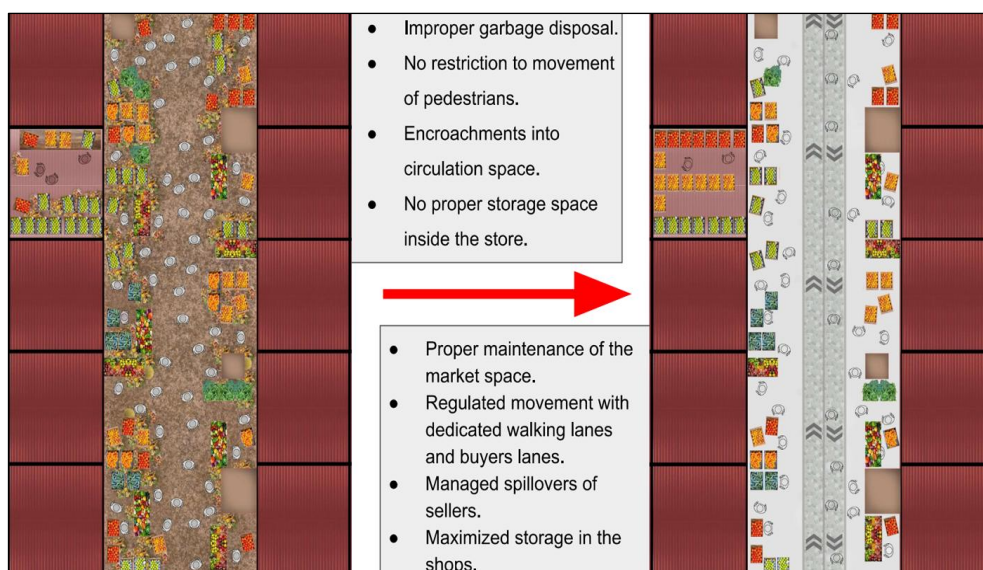 ● Improper garbage disposal.
● No restriction to movement
of pedestrians.
● Encroachments into
circulation space.
● No proper storage space
inside the store.
● Proper maintenance of the
market space.
● Regulated movement with
dedicated walking lanes
and buyers lanes.
● Managed spillovers of
sellers.
● Maximized storage in the
shops.